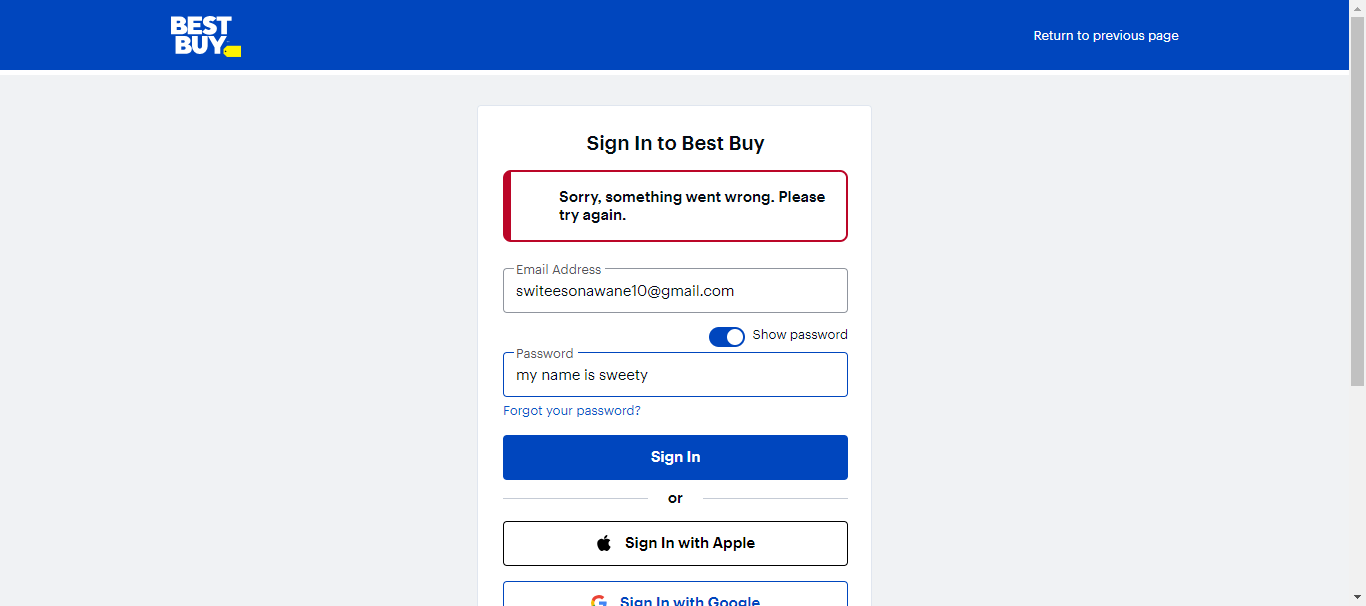 BEST
BUY
Return to previous page
Sign In to Best Buy
Sorry, something went wrong. Please
try again.
Email Address
switeesonawane10@gmail.com
Show password
Password
my name is sweety
Forgot your password?
Sign In
or
Sign In with Apple
Sign In with Google